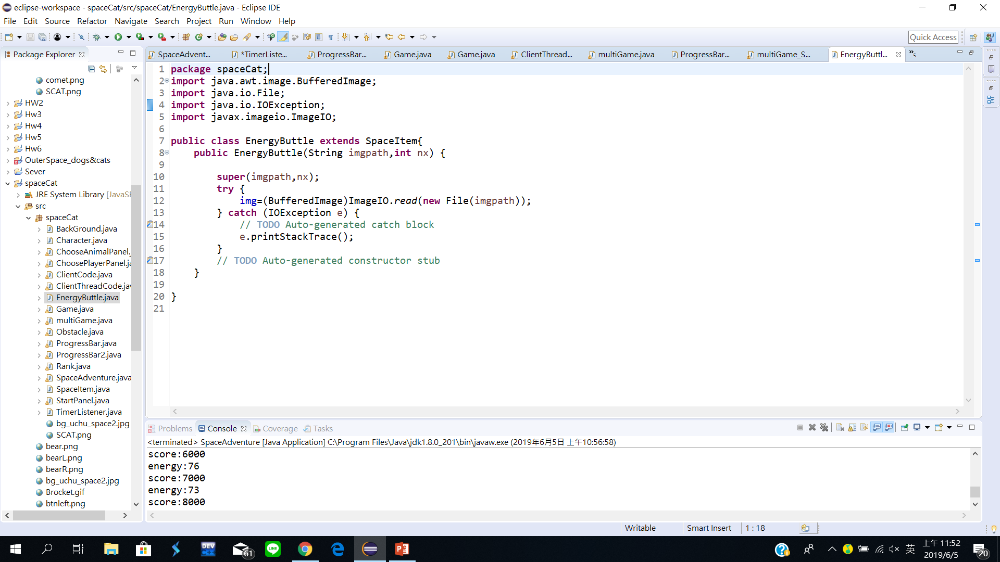 eclipse-workspace - spaceCat/src/spaceCat/EnergyButtle.java - Eclipse IDE
File Edit Source Refactor Navigate Search Project Run Window Help
Quick Access
Package Explorer
SpaceAdvent... *TimerListe... ProgressBar... Game.java Game.java ClientThread... multiGame.java ProgressBar... multiGame_S... EnergyButtl... »5
comet.png
SCAT.png
HW2
Hw3
Hw4
Hw5
Hw6
OuterSpace_dogs&cats
Sever
spaceCat
JRE System Library [JavaSE
src
spaceCat
BackGround.java
Character.java
ChooseAnimalPanel.
ChoosePlayerPanel.ja
ClientCode.java
ClientThreadCode.jav
EnergyButtle.java
Game.java
multiGame.java
Obstacle.java
ProgressBar.java
ProgressBar2.java
Rank.java
SpaceAdventure.java
SpaceItem.java
StartPanel.java
TimerListener.java
bg_uchu_space2.jpg
SCAT.png
bear.png
bearL.png
bearR.png
bg_uchu_space2.jpg
Brocket.gif
btnleft.png
1 package spaceCat;
2 import java.awt.image.BufferedImage;
3 import java.io.File;
4 import java.io.IOException;
5 import javax.imageio.ImageIO;
6
7 public class EnergyButtle extends SpaceItem{
8 public EnergyButtle(String imgpath,int nx) {
9
10 super(imgpath,nx);
11 try {
12 img=(BufferedImage)ImageIO.read(new File(imgpath));
13 } catch (IOException e) {
14 // TODO Auto-generated catch block
15 e.printStackTrace();
16 }
17 // TODO Auto-generated constructor stub
18 }
19
20 }
21
Problems Console Coverage Tasks
<terminated> SpaceAdventure [Java Application] C:\Program Files\Java\jdk1.8.0_201\bin\javaw.exe (2019年6月5日 上午10:56:58)
score:6000
energy:76
score:7000
energy:73
score:8000
Writable Smart Insert 1 : 18
DEV C++ 61 LINE 英 上午 11:52
2019/6/5 20